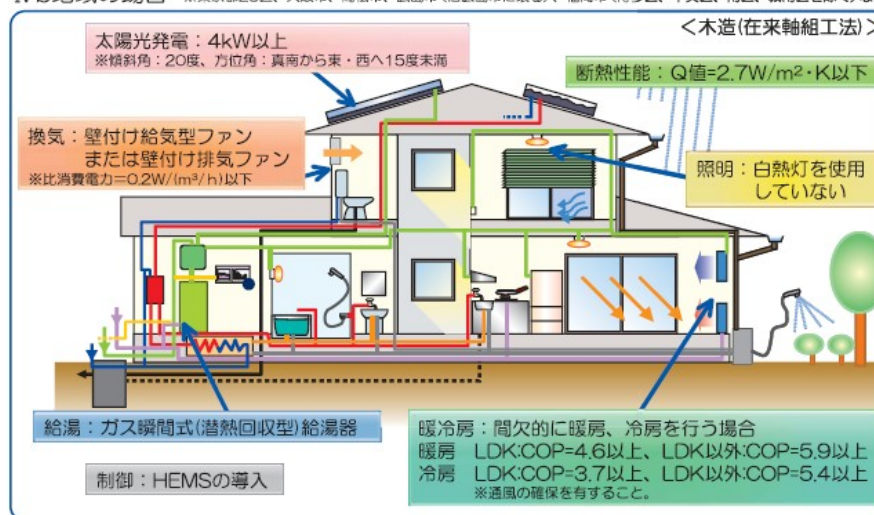 <木造(在来軸組工法)>
太陽光発電：4kW以上
※傾斜角：20度、方位角：真南から東・西へ15度未満
断熱性能：Q値=2.7W/m²・K以下
換気：壁付け給気型ファン
または壁付け排気ファン
※比消費電力=0.2W/(m³/h)以下
照明：白熱灯を使用
していない
給湯：ガス瞬間式(潜熱回収型)給湯器
制御：HEMSの導入
暖冷房：間欠的に暖房、冷房を行う場合
暖房 LDK:COP=4.6以上、LDK以外:COP=5.9以上
冷房 LDK:COP=3.7以上、LDK以外:COP=5.4以上
※通風の確保を有すること。